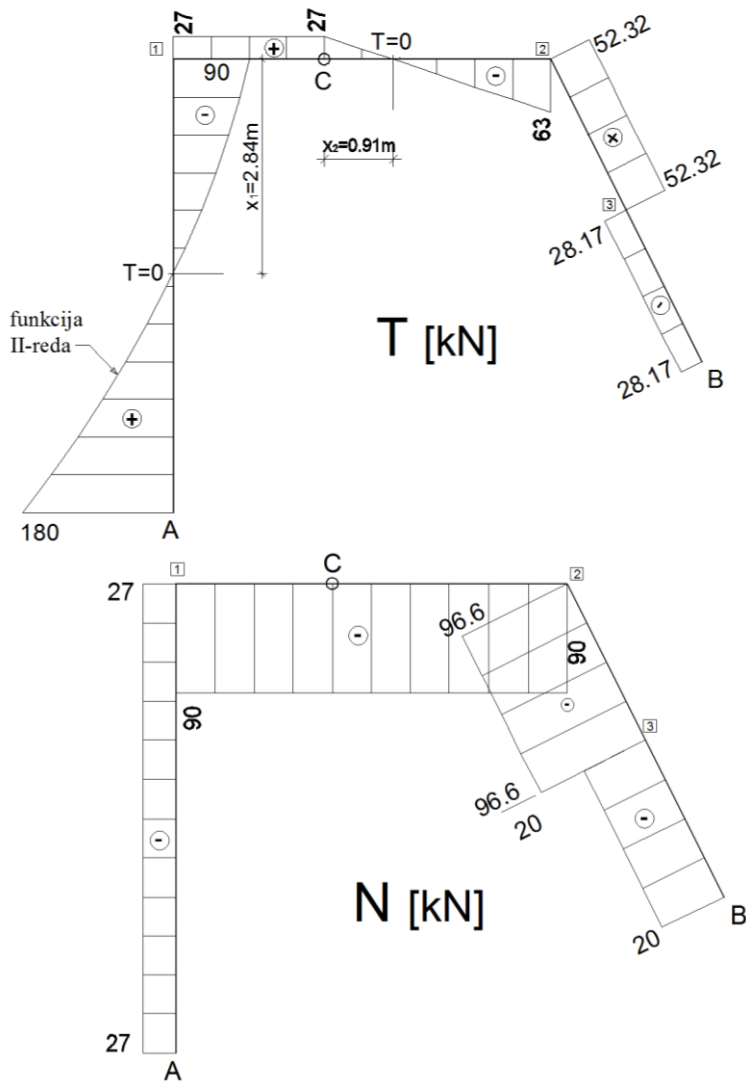 27
27
1
90
C
T=0
2
52.32
-
+
-
63
x₁=2.84m
x₂=0.91m
+
52.32
3
28.17
T=0
funkcija
II-reda
T [kN]
-
28.17
B
+
180
A
1
C
2
27
-
96.6
90
90
-
3
96.6
20
-
-
N [kN]
B
20
27
A